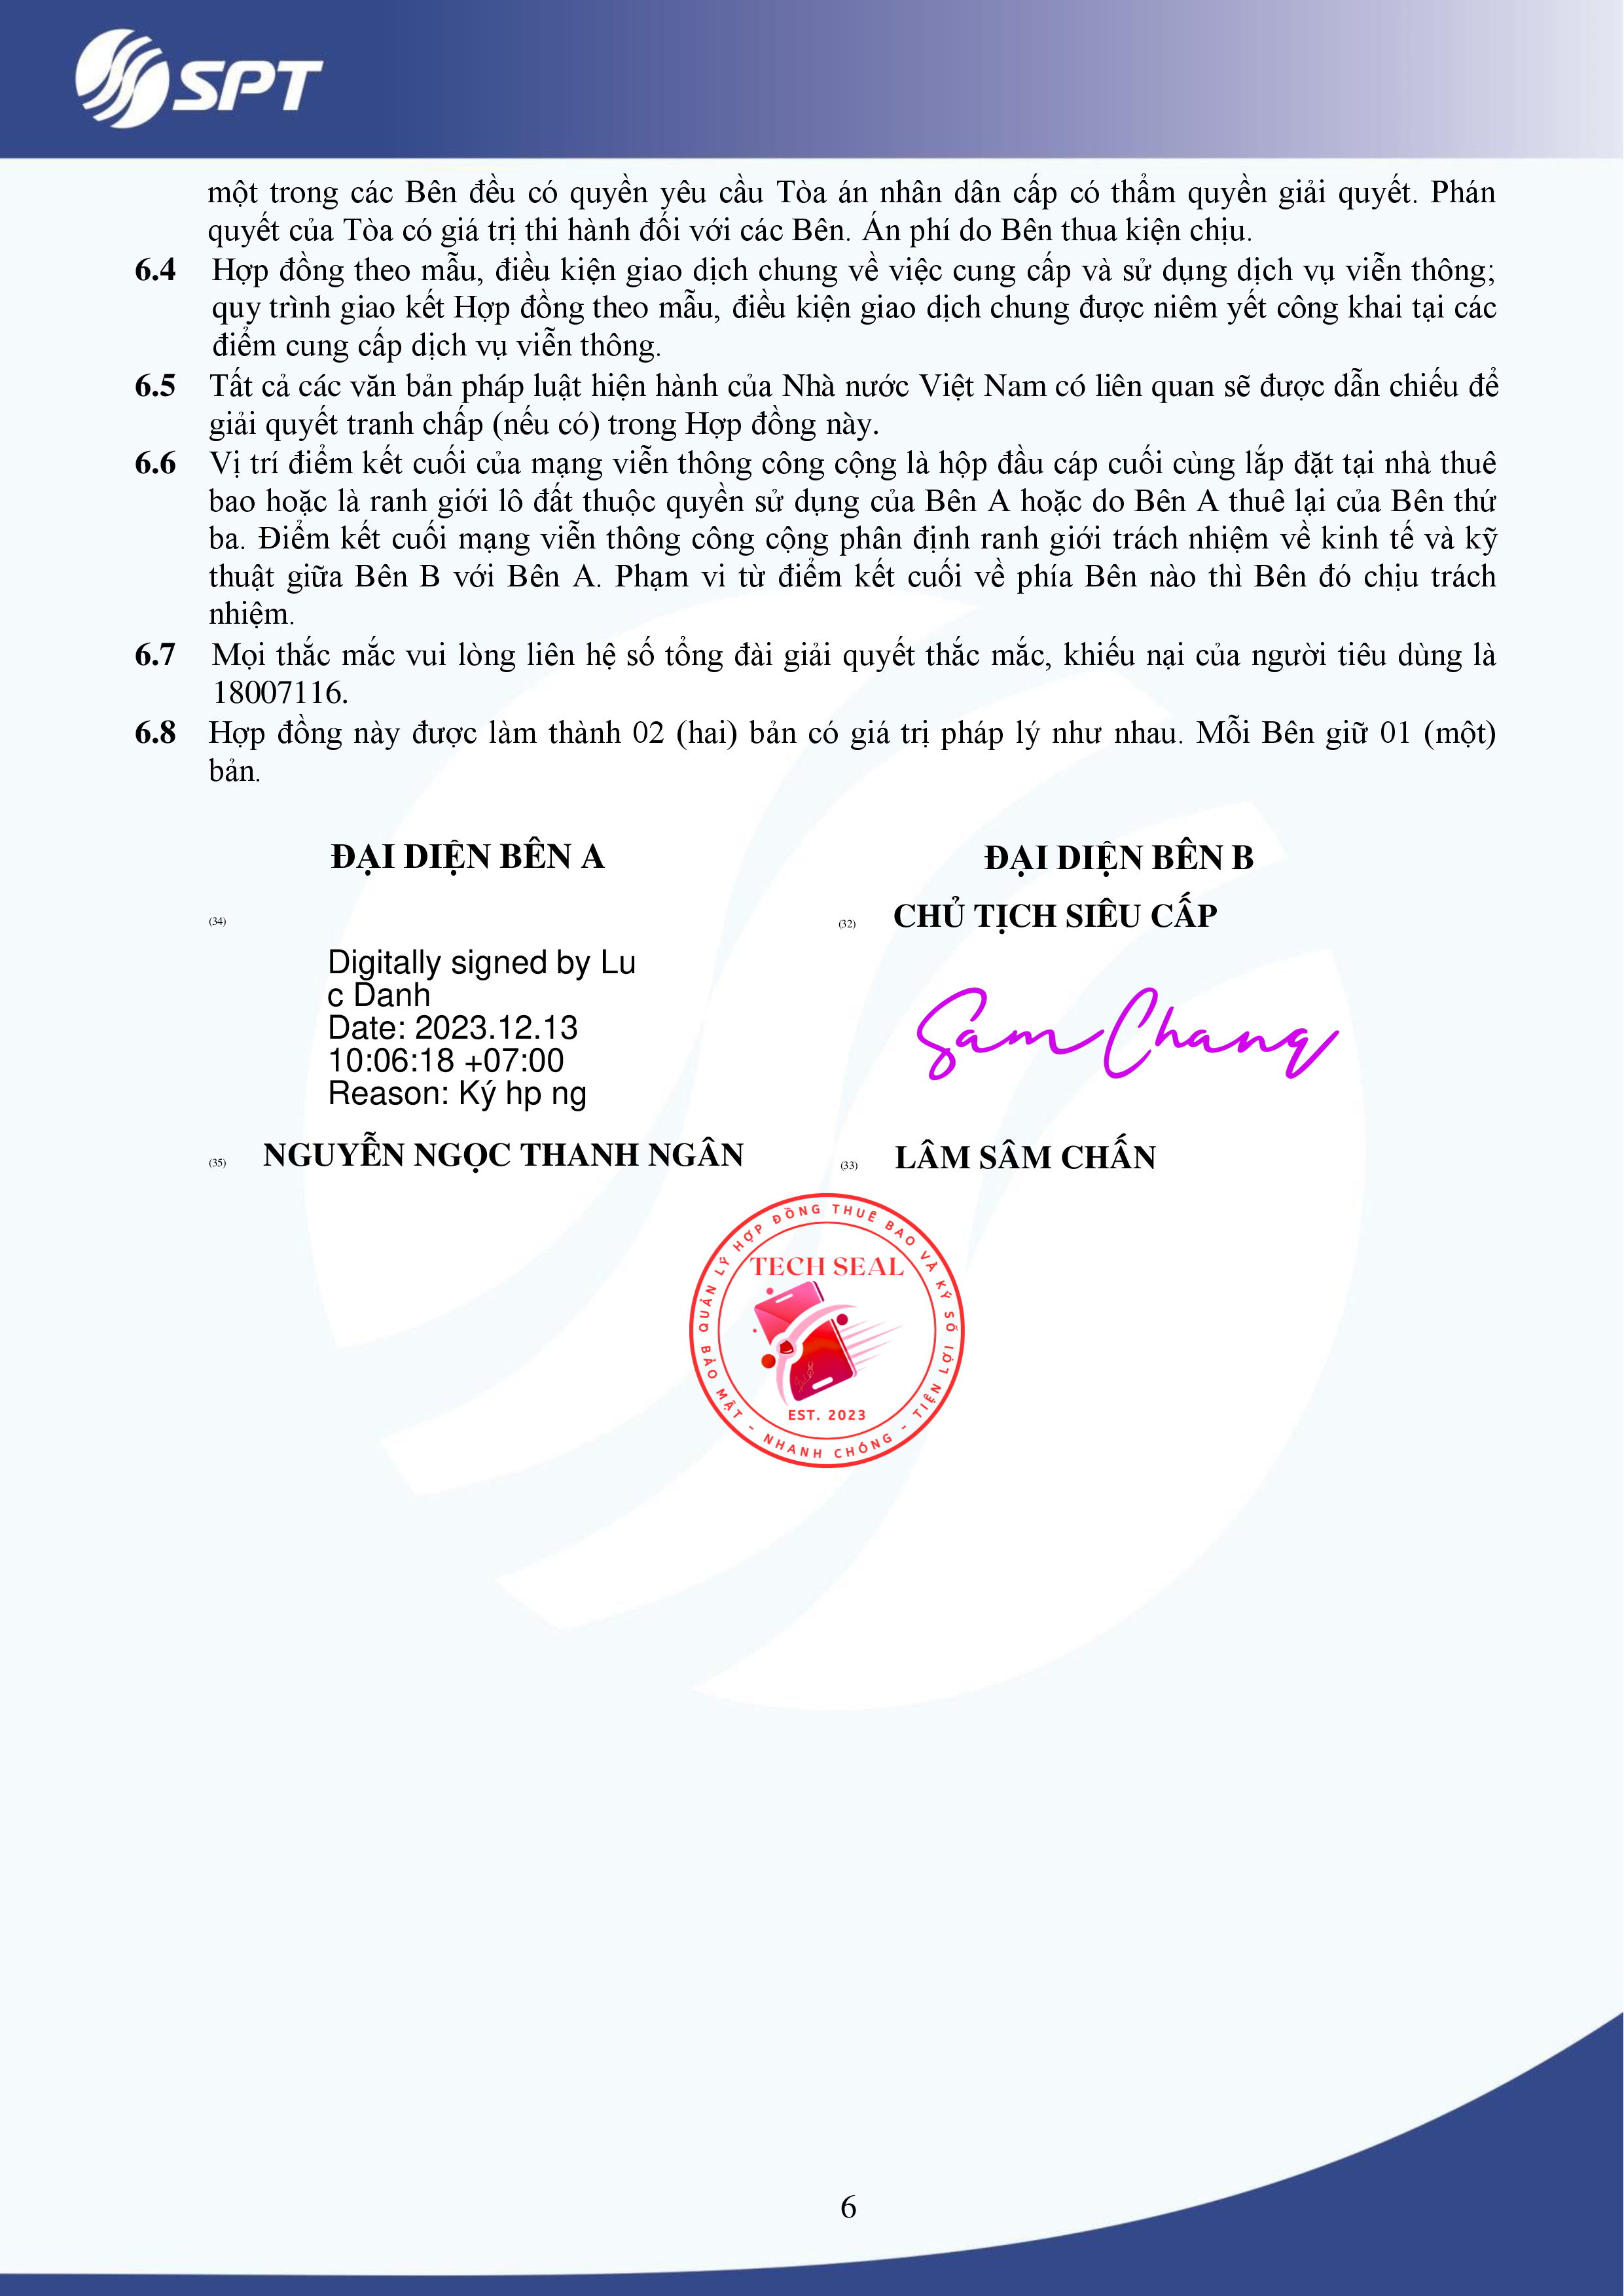 SPT
một trong các Bên đều có quyền yêu cầu Tòa án nhân dân cấp có thẩm quyền giải quyết. Phán
quyết của Tòa có giá trị thi hành đối với các Bên. Án phí do Bên thua kiện chịu.
6.4 Hợp đồng theo mẫu, điều kiện giao dịch chung về việc cung cấp và sử dụng dịch vụ viễn thông;
quy trình giao kết Hợp đồng theo mẫu, điều kiện giao dịch chung được niêm yết công khai tại các
điểm cung cấp dịch vụ viễn thông.
6.5 Tất cả các văn bản pháp luật hiện hành của Nhà nước Việt Nam có liên quan sẽ được dẫn chiếu để
giải quyết tranh chấp (nếu có) trong Hợp đồng này.
6.6 Vị trí điểm kết cuối của mạng viễn thông công cộng là hộp đầu cáp cuối cùng lắp đặt tại nhà thuê
bao hoặc là ranh giới lô đất thuộc quyền sử dụng của Bên A hoặc do Bên A thuê lại của Bên thứ
ba. Điểm kết cuối mạng viễn thông công cộng phân định ranh giới trách nhiệm về kinh tế và kỹ
thuật giữa Bên B với Bên A. Phạm vi từ điểm kết cuối về phía Bên nào thì Bên đó chịu trách
nhiệm.
6.7 Mọi thắc mắc vui lòng liên hệ số tổng đài giải quyết thắc mắc, khiếu nại của người tiêu dùng là
18007116.
6.8 Hợp đồng này được làm thành 02 (hai) bản có giá trị pháp lý như nhau. Mỗi Bên giữ 01 (một)
bản.
ĐẠI DIỆN BÊN A
(34)
Digitally signed by Lu
c Danh
Date: 2023.12.13
10:06:18 +07:00
Reason: Ký hp ng
(35) NGUYỄN NGỌC THANH NGÂN
ĐẠI DIỆN BÊN B
(32) CHỦ TỊCH SIÊU CẤP
Sam Chang
(33) LÂM SÂM CHẤN
QUẢN LÝ HỢP ĐỒNG THUÊ BAO VÀ KÝ SỐ
TECH SEAL
EST. 2023
BẢO MẬT - NHANH CHÓNG - TIỆN LỢI
6